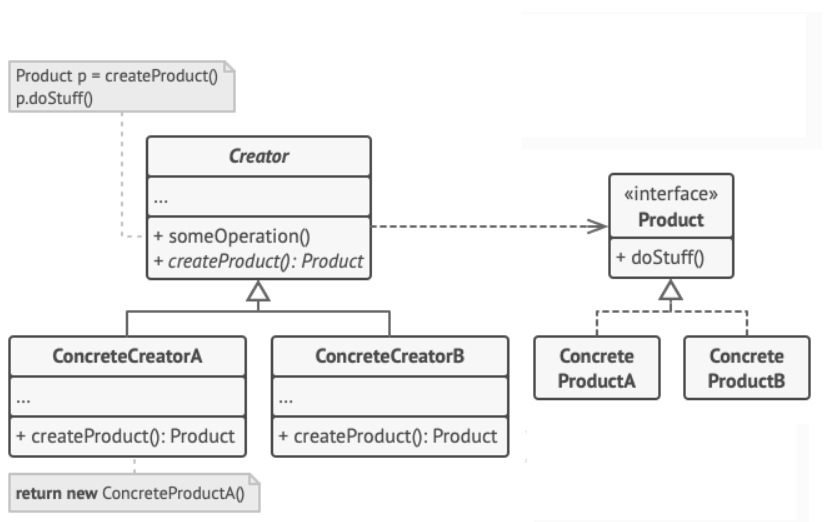 Product p = createProduct()
p.doStuff()
Creator
...
+ someOperation()
+ createProduct(): Product
«interface»
Product
+ doStuff()
ConcreteCreatorA
...
+ createProduct(): Product
ConcreteCreatorB
...
+ createProduct(): Product
Concrete
ProductA
Concrete
ProductB
return new ConcreteProductA()